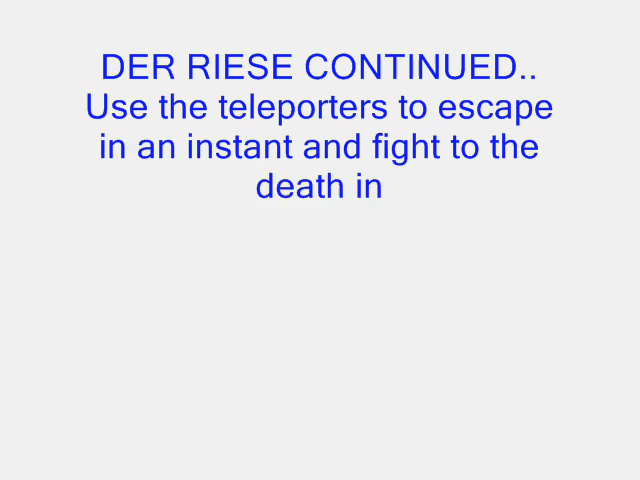 DER RIESE CONTINUED..
Use the teleporters to escape
in an instant and fight to the
death in